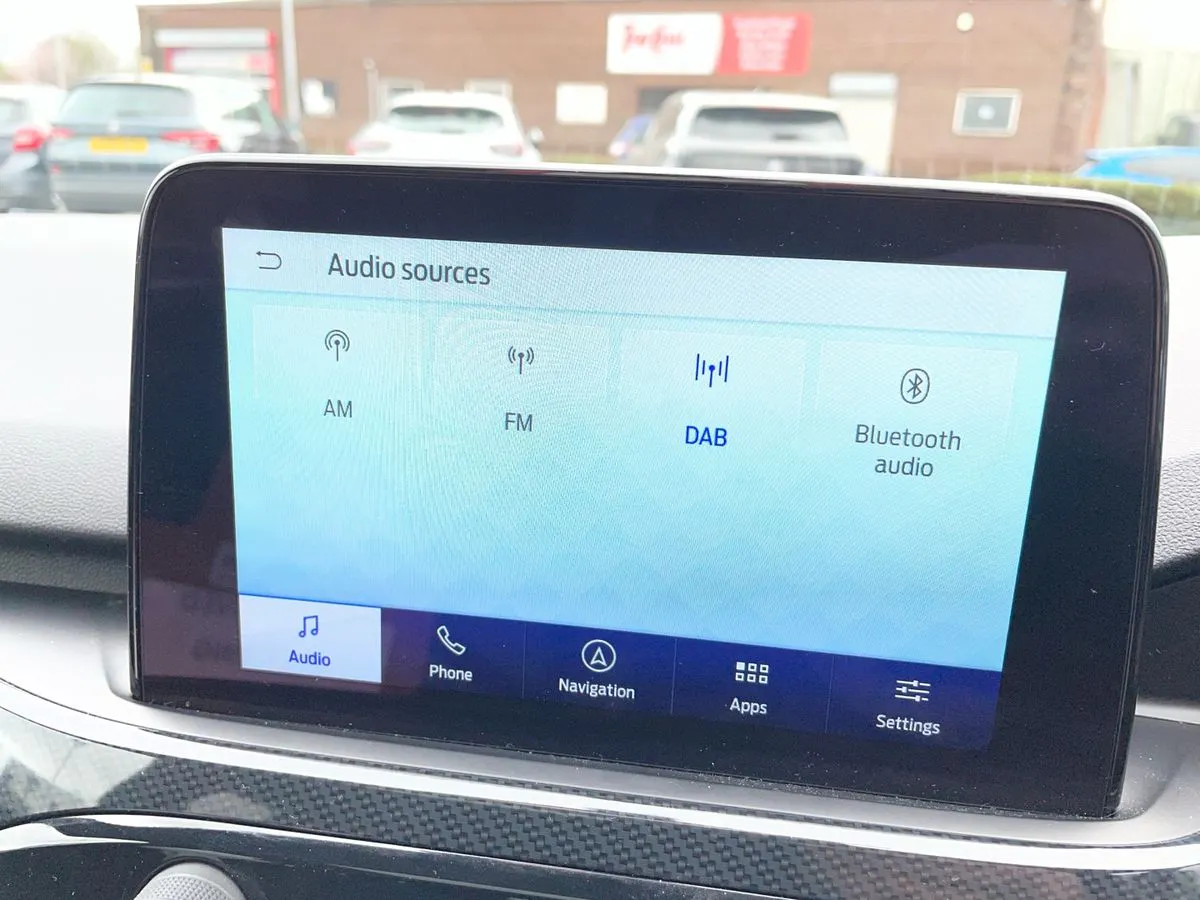 Audio sources
AM
FM
DAB
Bluetooth
audio
Audio
Phone
Navigation
Apps
Settings